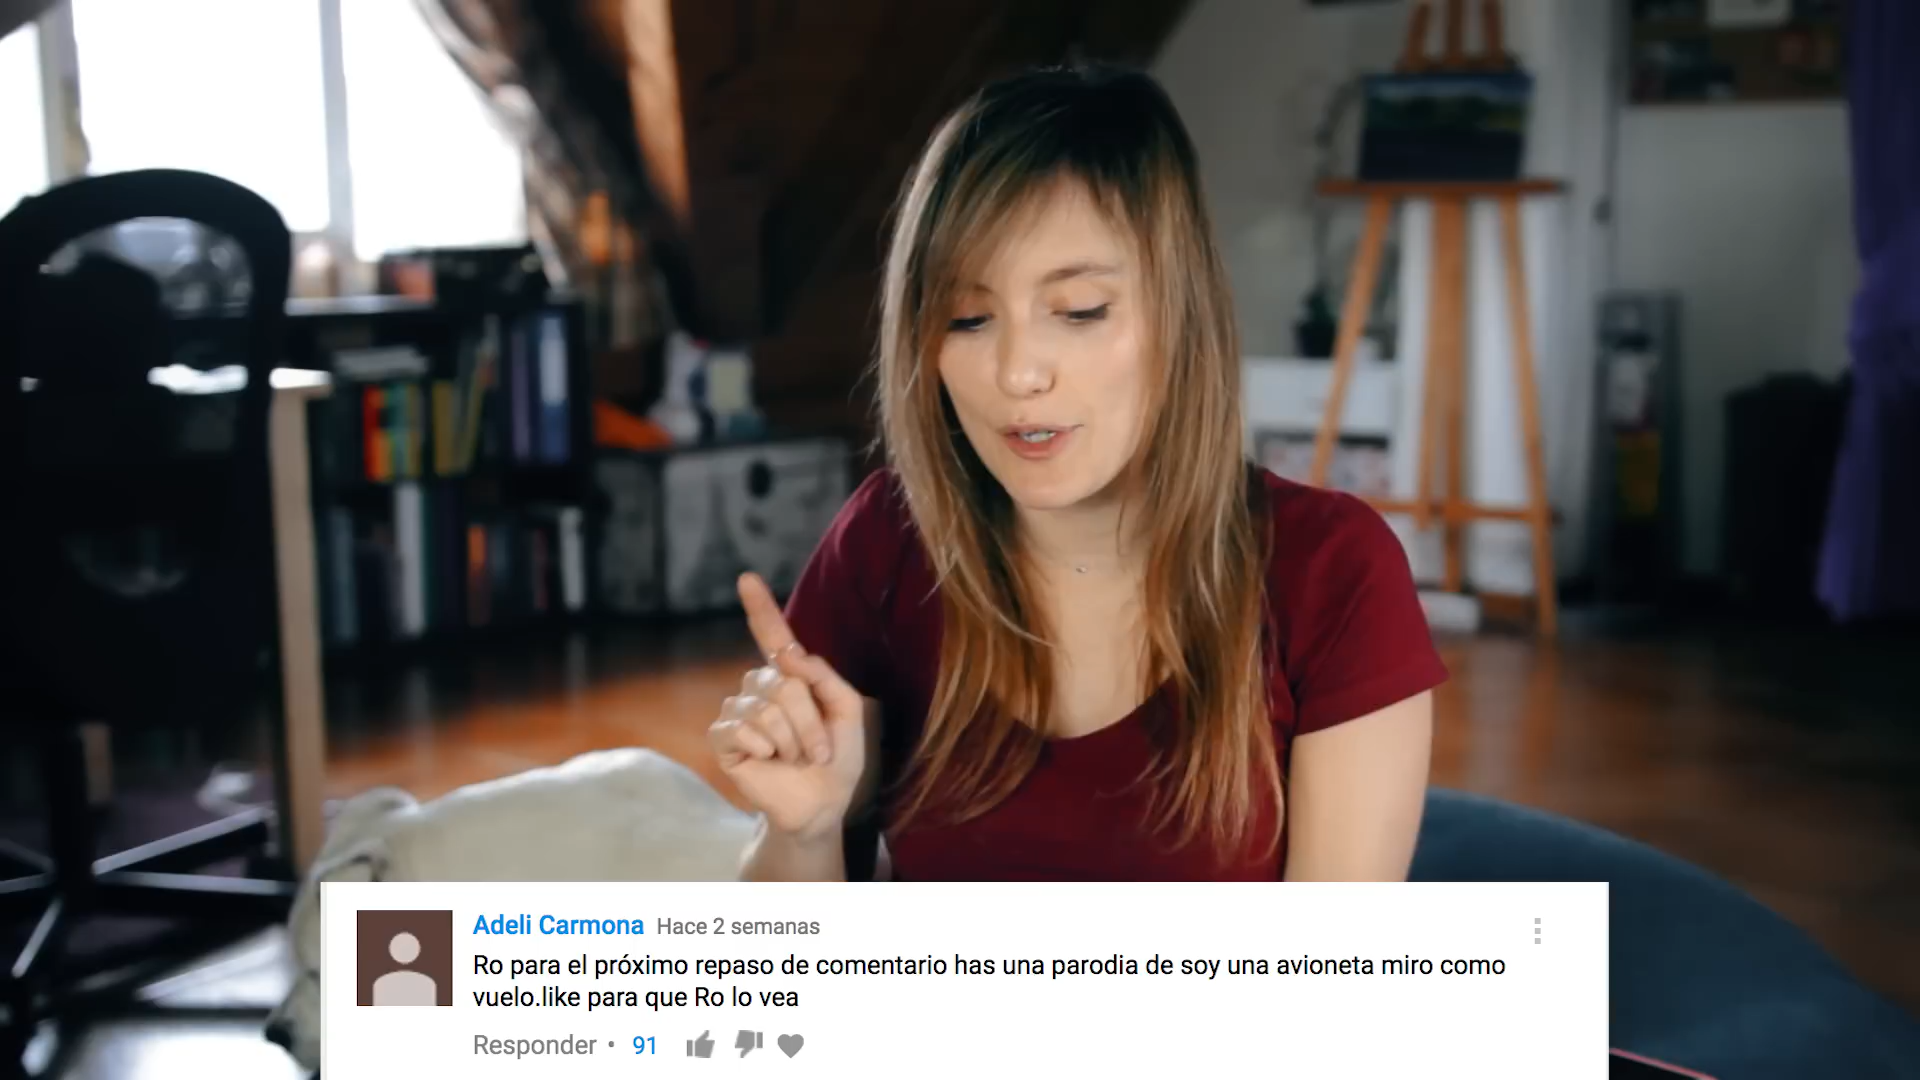 Adeli Carmona Hace 2 semanas
Ro para el próximo repaso de comentario has una parodia de soy una avioneta miro como
vuelo.like para que Ro lo vea
Responder • 91